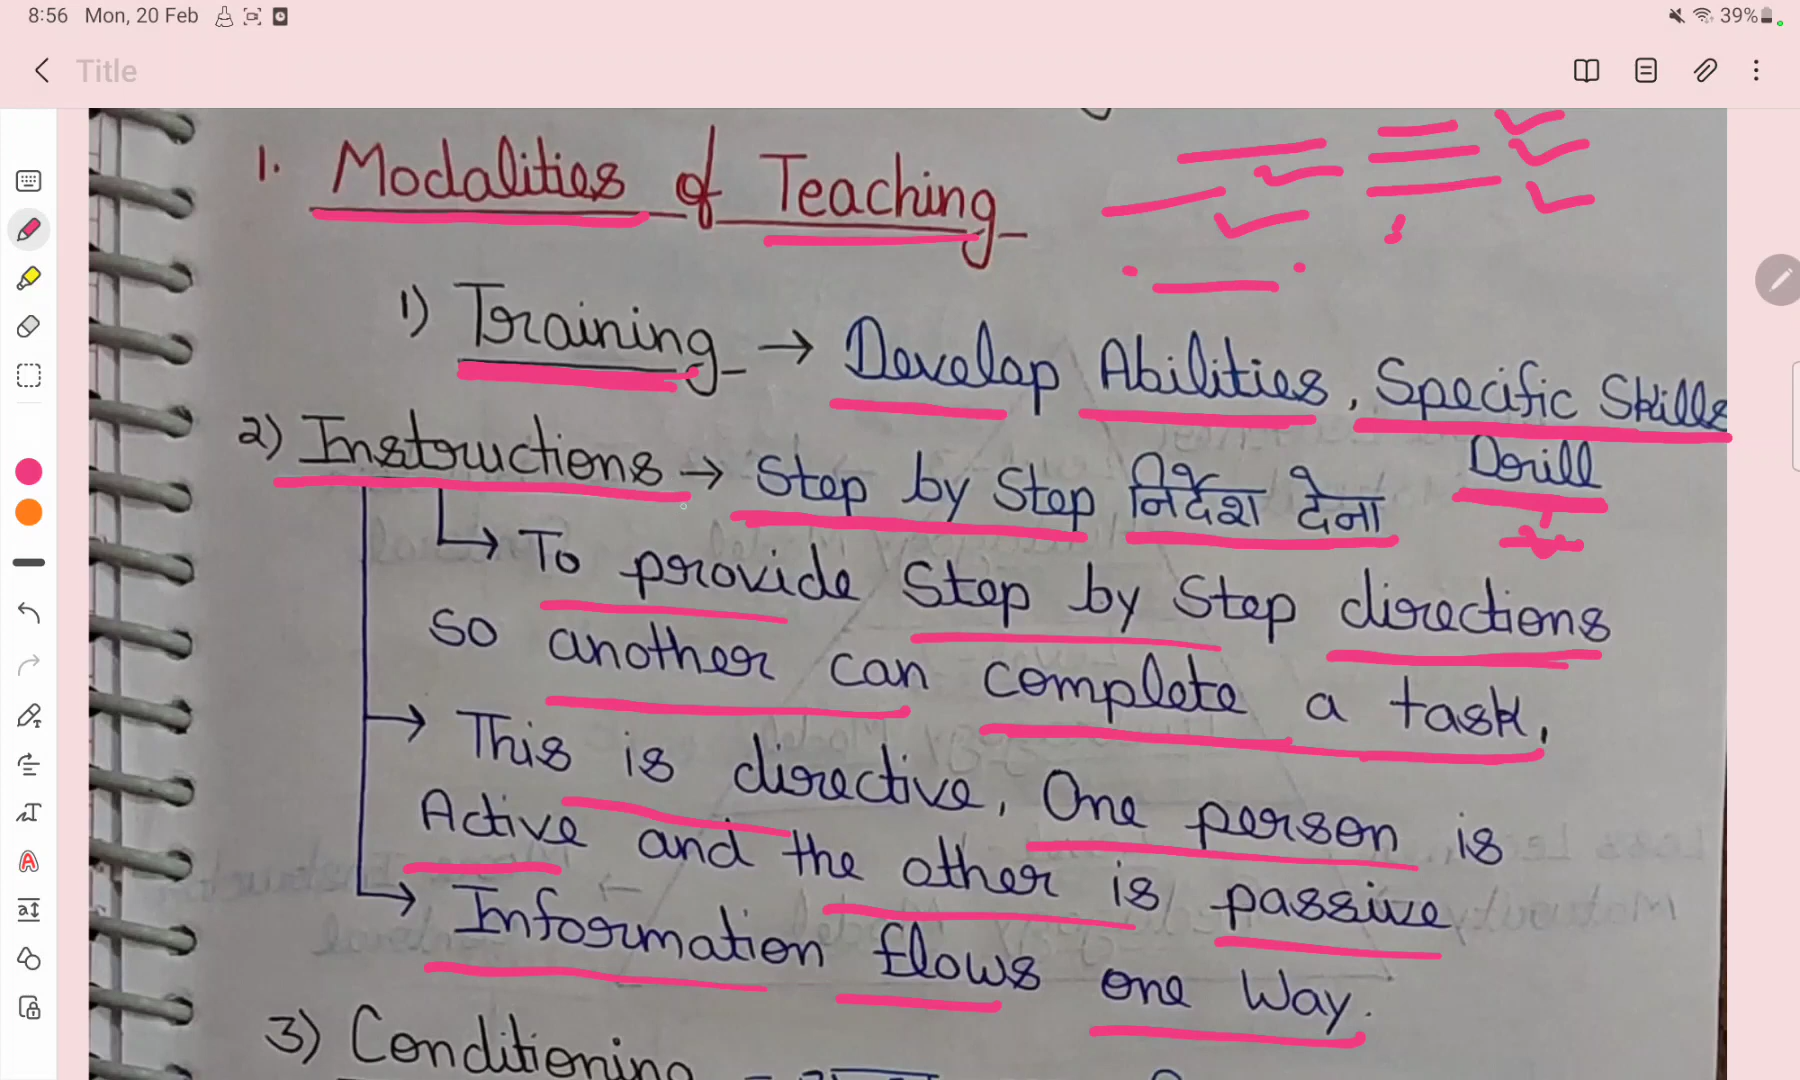 8:56 Mon, 20 Feb 39%
Title
1. Modalities of Teaching
1) Training → Develop Abilities, Specific Skills
Drill
2) Instructions → Step by Step निर्देश देना
→ To provide Step by Step directions
so another can complete a task,
→ This is directive, One person is
Active and the other is passive
→ Information flows one Way.
3) Conditioning